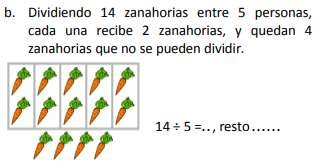 b. Dividiendo 14 zanahorias entre 5 personas,
cada una recibe 2 zanahorias, y quedan 4
zanahorias que no se pueden dividir.
14 ÷ 5 =.., resto......